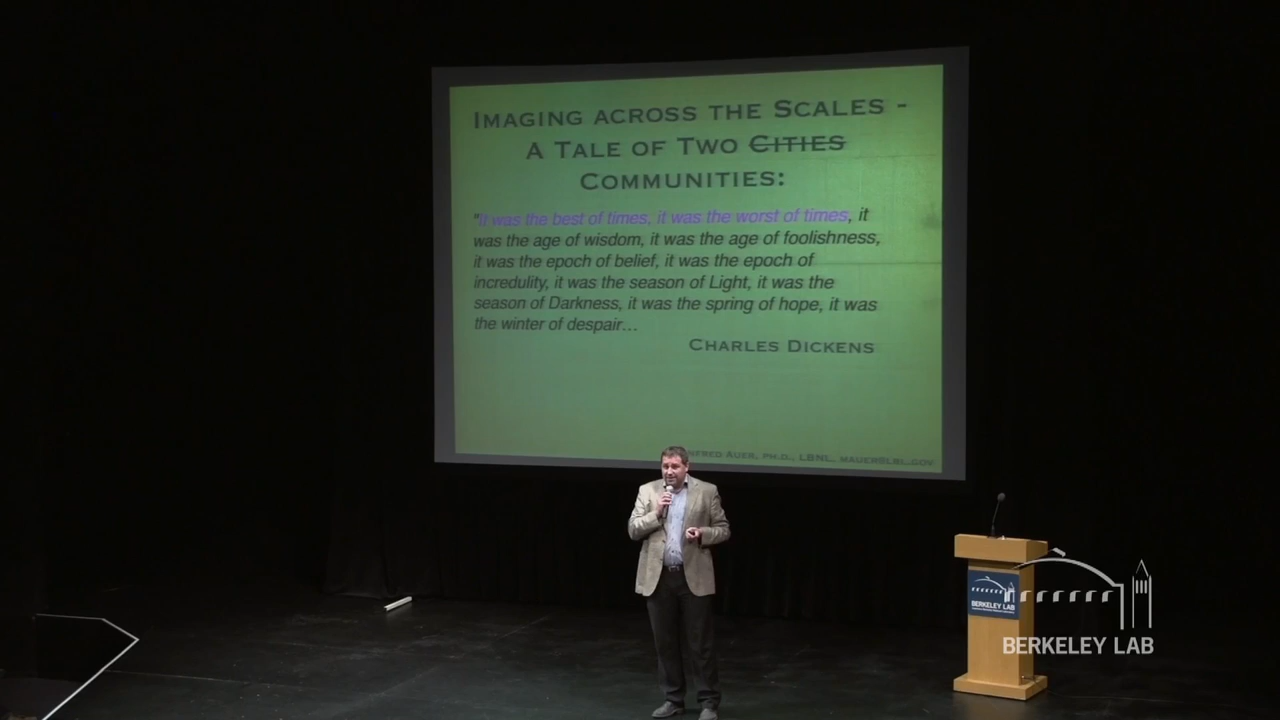 IMAGING ACROSS THE SCALES -
A TALE OF TWO CITIES
COMMUNITIES:
"It was the best of times, it was the worst of times, it
was the age of wisdom, it was the age of foolishness,
it was the epoch of belief, it was the epoch of
incredulity, it was the season of Light, it was the
season of Darkness, it was the spring of hope, it was
the winter of despair...
CHARLES DICKENS
AUER, PH.D., LBNL, MAUER@LBL.GOV
BERKELEY LAB
BERKELEY LAB